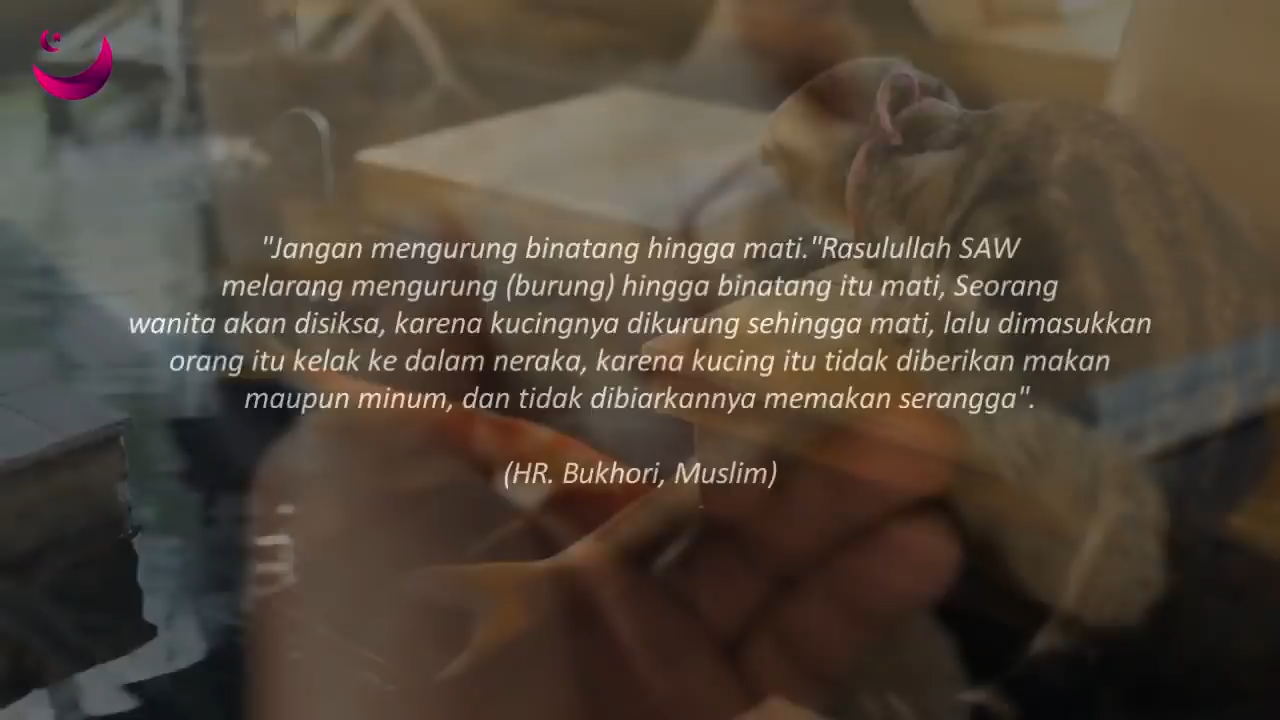 "Jangan mengurung binatang hingga mati."Rasulullah SAW
melarang mengurung (burung) hingga binatang itu mati, Seorang
wanita akan disiksa, karena kucingnya dikurung sehingga mati, lalu dimasukkan
orang itu kelak ke dalam neraka, karena kucing itu tidak diberikan makan
maupun minum, dan tidak dibiarkannya memakan serangga".
(HR. Bukhori, Muslim)